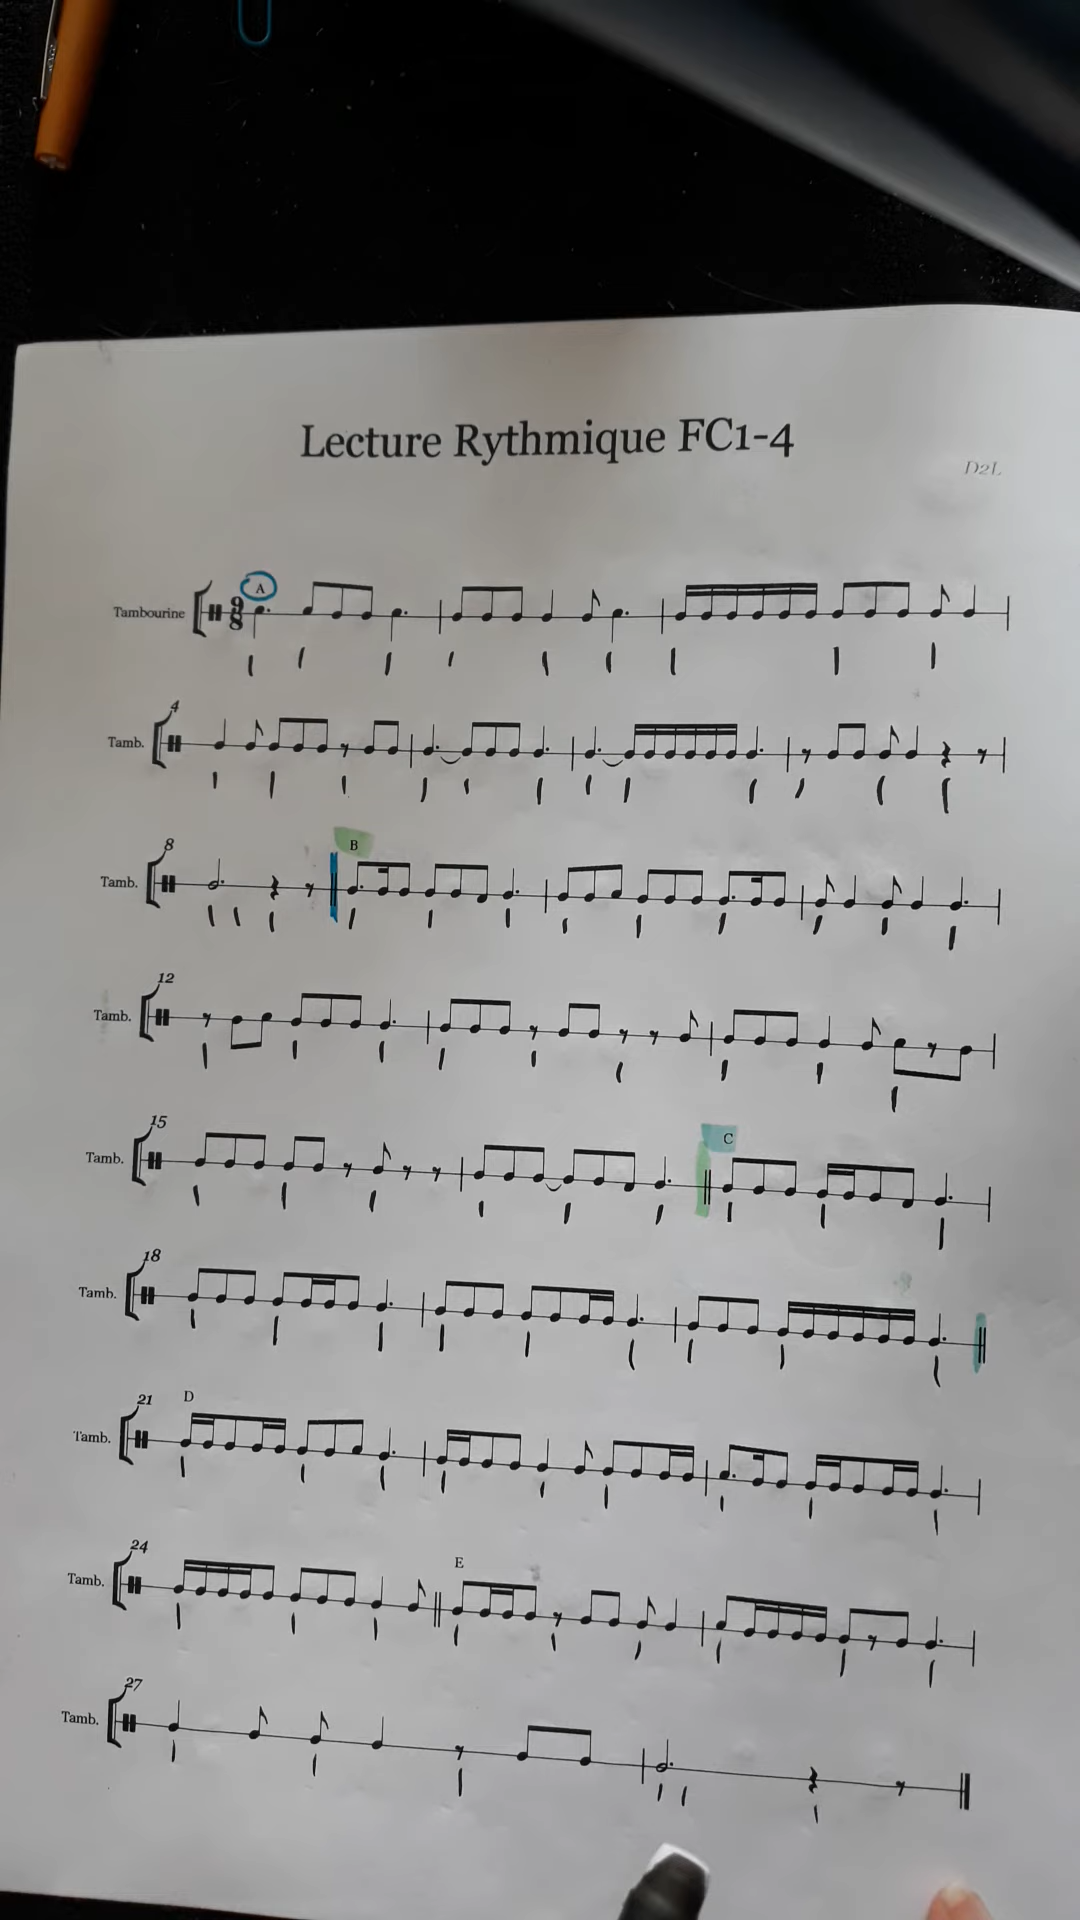 Lecture Rythmique FC1-4
D2L
A
Tambourine
9
8
4
Tamb.
8
B
Tamb.
12
Tamb.
15
C
Tamb.
18
Tamb.
21
D
Tamb.
24
E
Tamb.
27
Tamb.